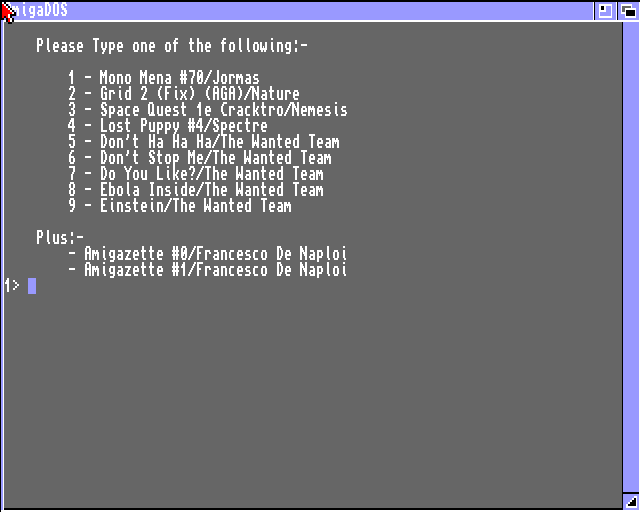 AmigaDOS
Please Type one of the following:-
1 - Mono Mena #70/Jormas
2 - Grid 2 (Fix) (AGA)/Nature
3 - Space Quest 1e Cracktro/Nemesis
4 - Lost Puppy #4/Spectre
5 - Don't Ha Ha Ha/The Wanted Team
6 - Don't Stop Me/The Wanted Team
7 - Do You Like?/The Wanted Team
8 - Ebola Inside/The Wanted Team
9 - Einstein/The Wanted Team
Plus:-
- Amigazette #0/Francesco De Naploi
- Amigazette #1/Francesco De Naploi
1>